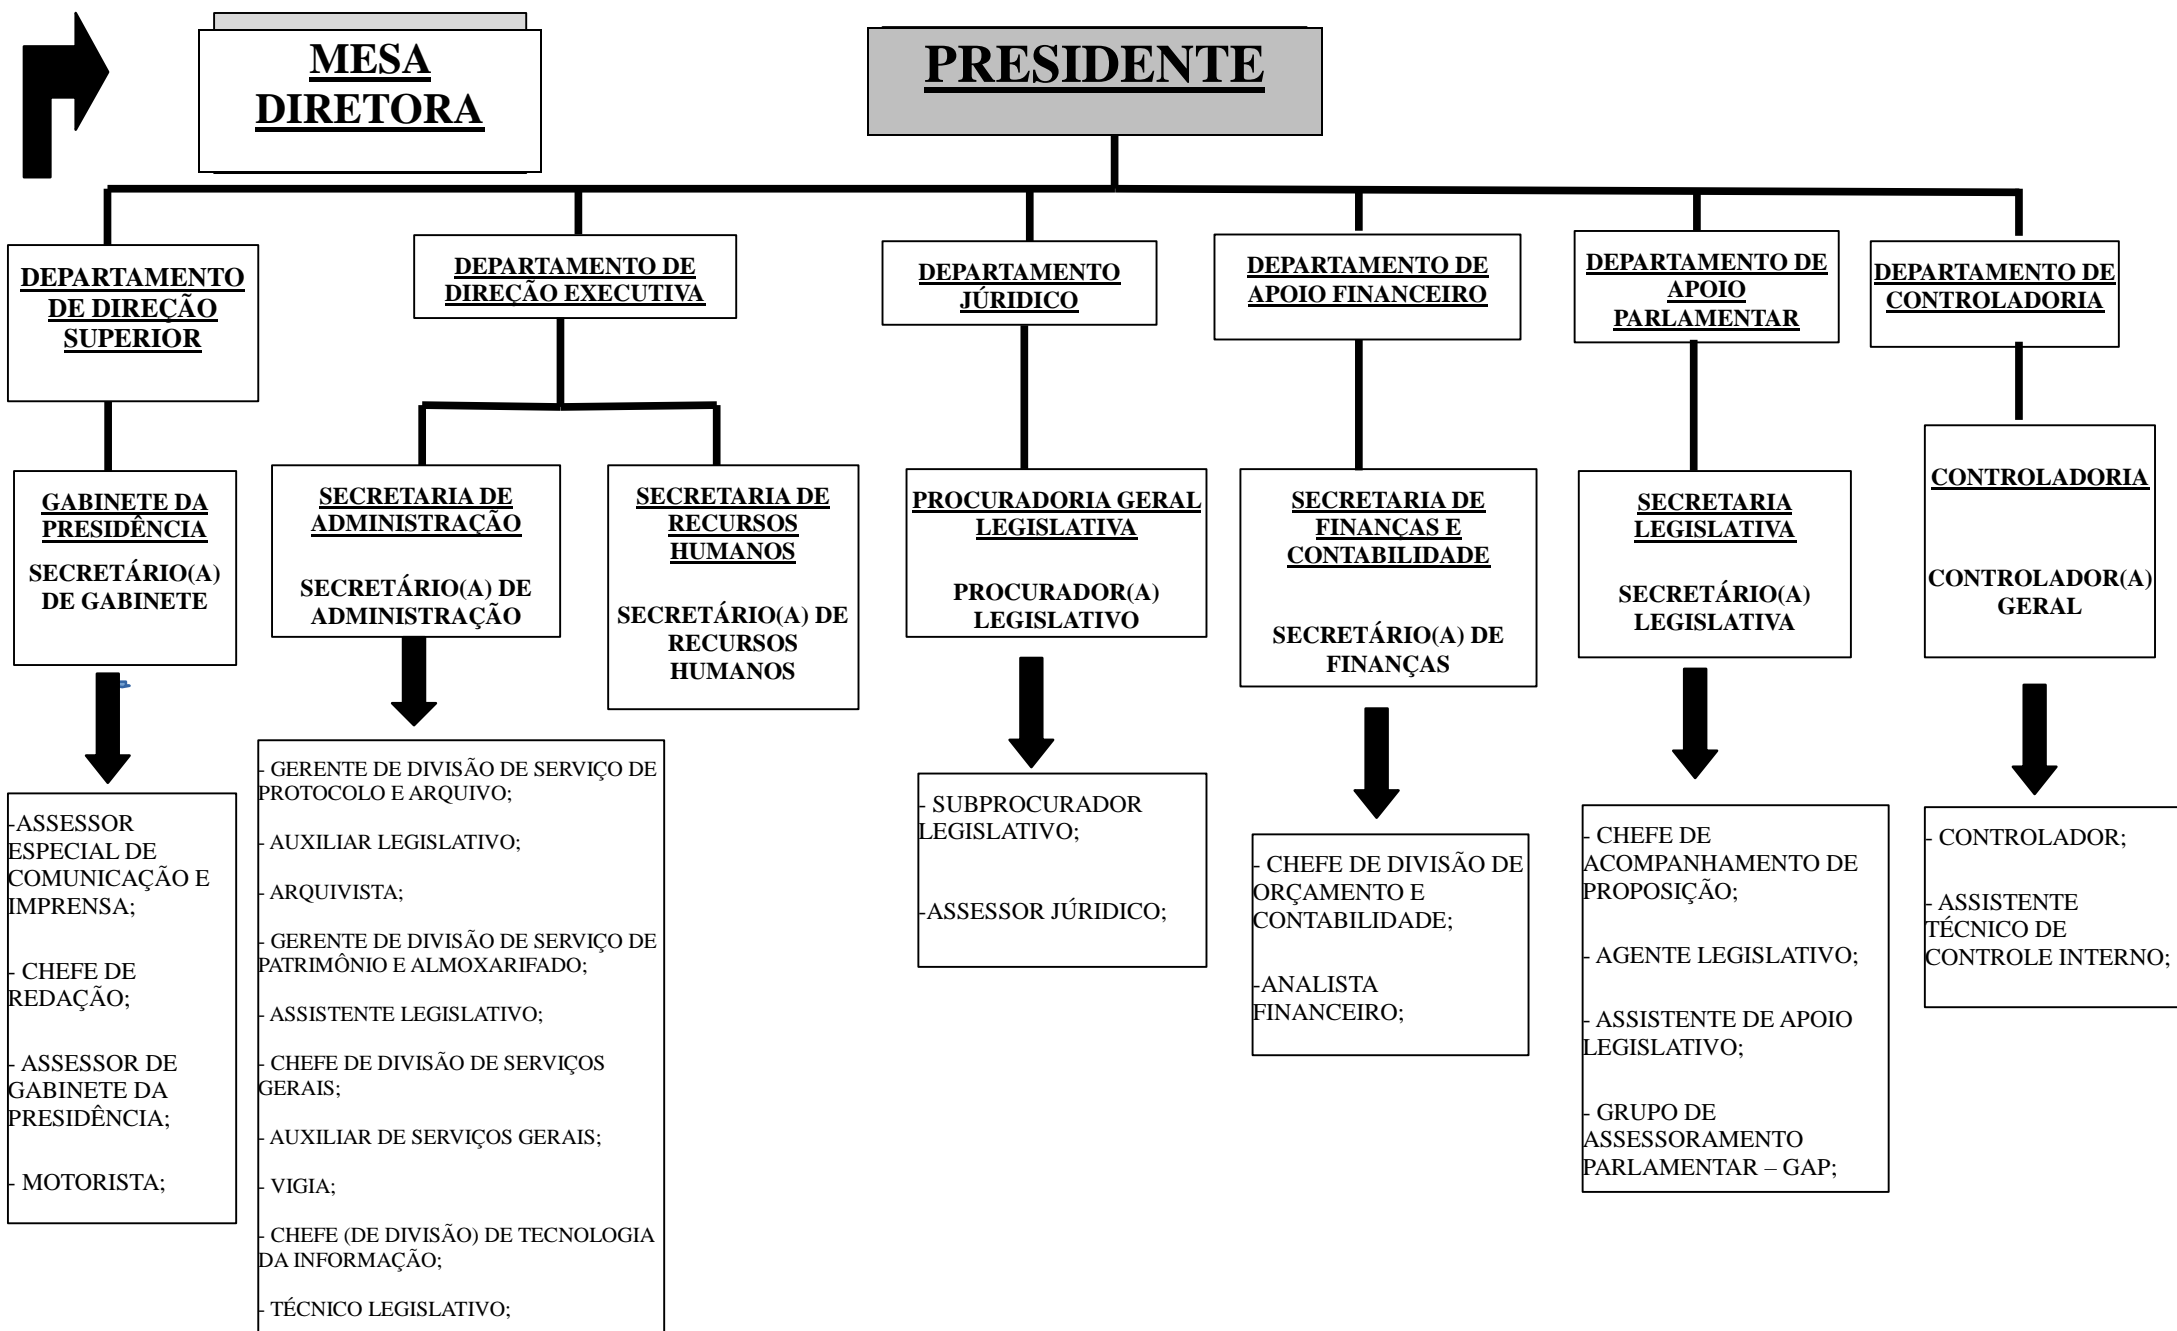 MESA
DIRETORA
PRESIDENTE
DEPARTAMENTO
DE DIREÇÃO
SUPERIOR
DEPARTAMENTO DE
DIREÇÃO EXECUTIVA
DEPARTAMENTO
JÚRIDICO
DEPARTAMENTO DE
APOIO FINANCEIRO
DEPARTAMENTO DE
APOIO
PARLAMENTAR
DEPARTAMENTO DE
CONTROLADORIA
GABINETE DA
PRESIDÊNCIA
SECRETÁRIO(A)
DE GABINETE
SECRETARIA DE
ADMINISTRAÇÃO
SECRETÁRIO(A) DE
ADMINISTRAÇÃO
SECRETARIA DE
RECURSOS
HUMANOS
SECRETÁRIO(A) DE
RECURSOS
HUMANOS
PROCURADORIA GERAL
LEGISLATIVA
PROCURADOR(A)
LEGISLATIVO
SECRETARIA DE
FINANÇAS E
CONTABILIDADE
SECRETÁRIO(A) DE
FINANÇAS
SECRETARIA
LEGISLATIVA
SECRETÁRIO(A)
LEGISLATIVA
CONTROLADORIA
CONTROLADOR(A)
GERAL
-ASSESSOR
ESPECIAL DE
COMUNICAÇÃO E
IMPRENSA;
- CHEFE DE
REDAÇÃO;
- ASSESSOR DE
GABINETE DA
PRESIDÊNCIA;
- MOTORISTA;
- GERENTE DE DIVISÃO DE SERVIÇO DE
PROTOCOLO E ARQUIVO;
- AUXILIAR LEGISLATIVO;
- ARQUIVISTA;
- GERENTE DE DIVISÃO DE SERVIÇO DE
PATRIMÔNIO E ALMOXARIFADO;
- ASSISTENTE LEGISLATIVO;
- CHEFE DE DIVISÃO DE SERVIÇOS
GERAIS;
- AUXILIAR DE SERVIÇOS GERAIS;
- VIGIA;
- CHEFE (DE DIVISÃO) DE TECNOLOGIA
DA INFORMAÇÃO;
- TÉCNICO LEGISLATIVO;
- SUBPROCURADOR
LEGISLATIVO;
-ASSESSOR JÚRIDICO;
- CHEFE DE DIVISÃO DE
ORÇAMENTO E
CONTABILIDADE;
-ANALISTA
FINANCEIRO;
- CHEFE DE
ACOMPANHAMENTO DE
PROPOSIÇÃO;
- AGENTE LEGISLATIVO;
- ASSISTENTE DE APOIO
LEGISLATIVO;
- GRUPO DE
ASSESSORAMENTO
PARLAMENTAR – GAP;
- CONTROLADOR;
- ASSISTENTE
TÉCNICO DE
CONTROLE INTERNO;